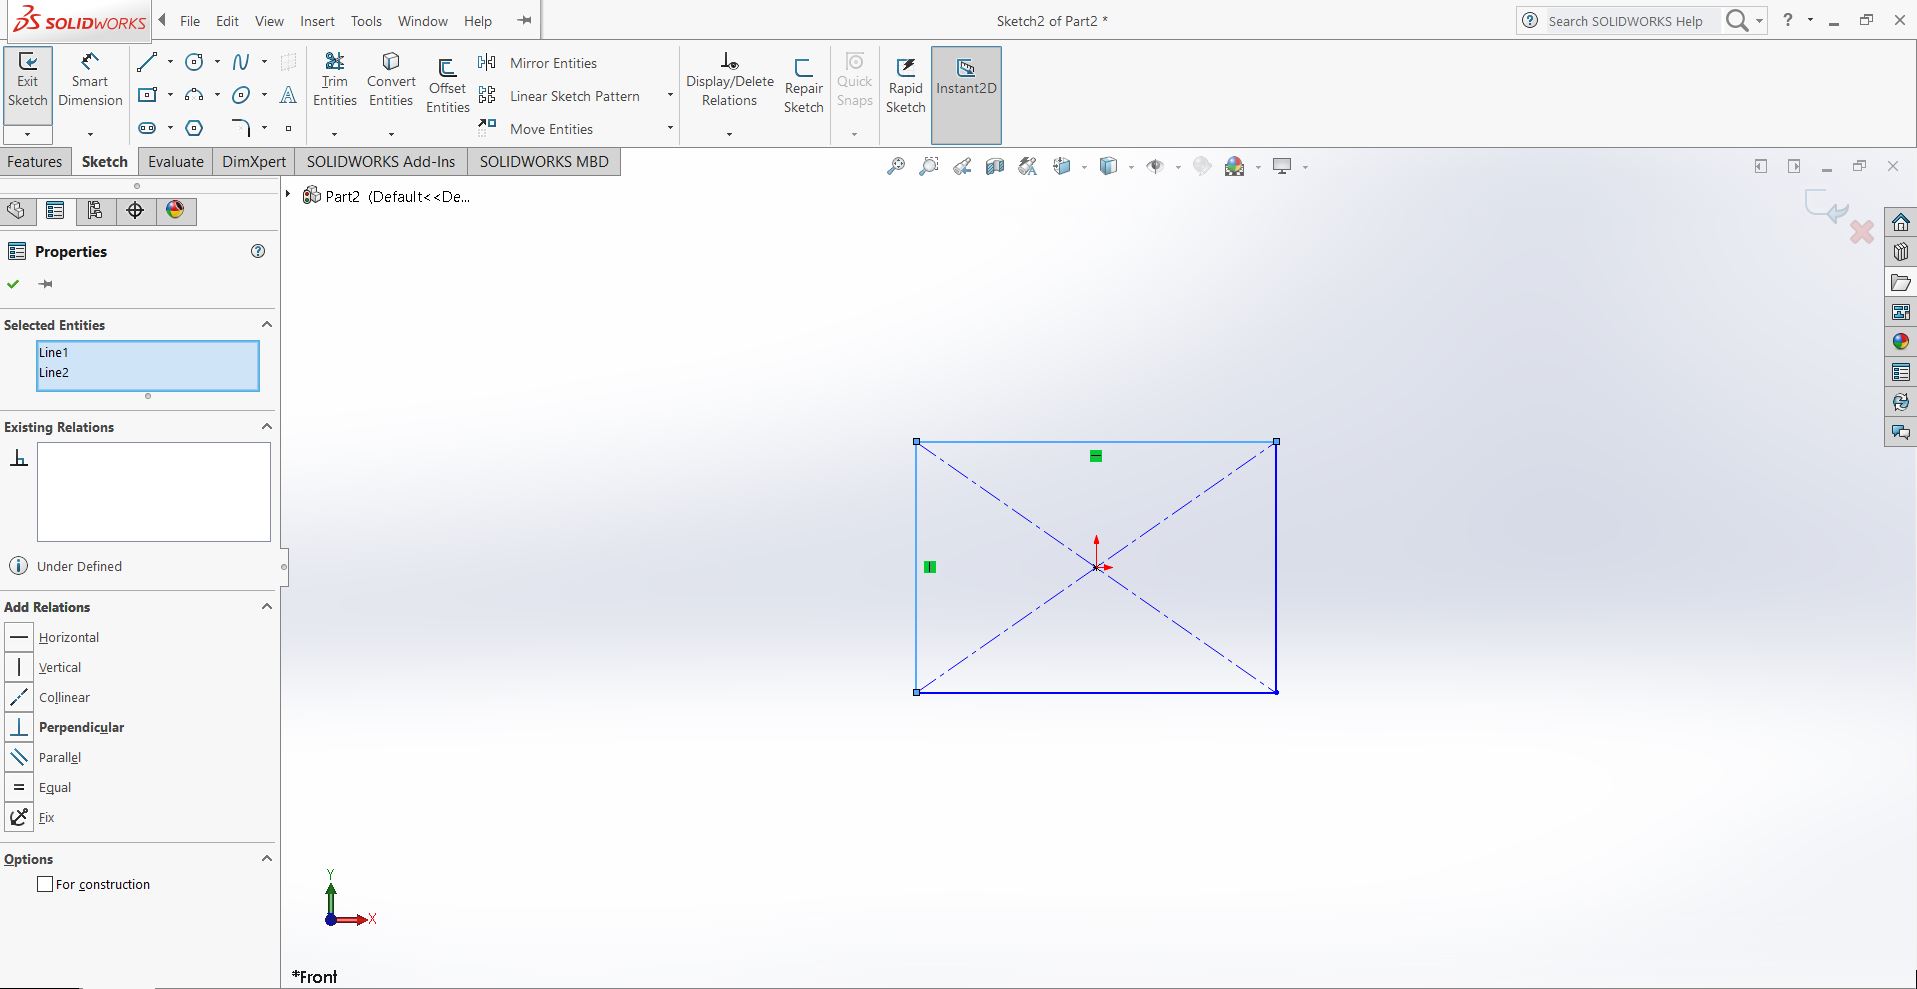 SOLIDWORKS
File Edit View Insert Tools Window Help
Sketch2 of Part2 *
Search SOLIDWORKS Help
?
Exit Sketch
Smart Dimension
Trim Entities
Convert Entities
Offset Entities
Mirror Entities
Linear Sketch Pattern
Move Entities
Display/Delete Relations
Repair Sketch
Quick Snaps
Rapid Sketch
Instant2D
Features Sketch Evaluate DimXpert SOLIDWORKS Add-Ins SOLIDWORKS MBD
Part2 (Default<<De...
Properties
Selected Entities
Line1
Line2
Existing Relations
Under Defined
Add Relations
Horizontal
Vertical
Collinear
Perpendicular
Parallel
Equal
Fix
Options
For construction
Y
X
*Front